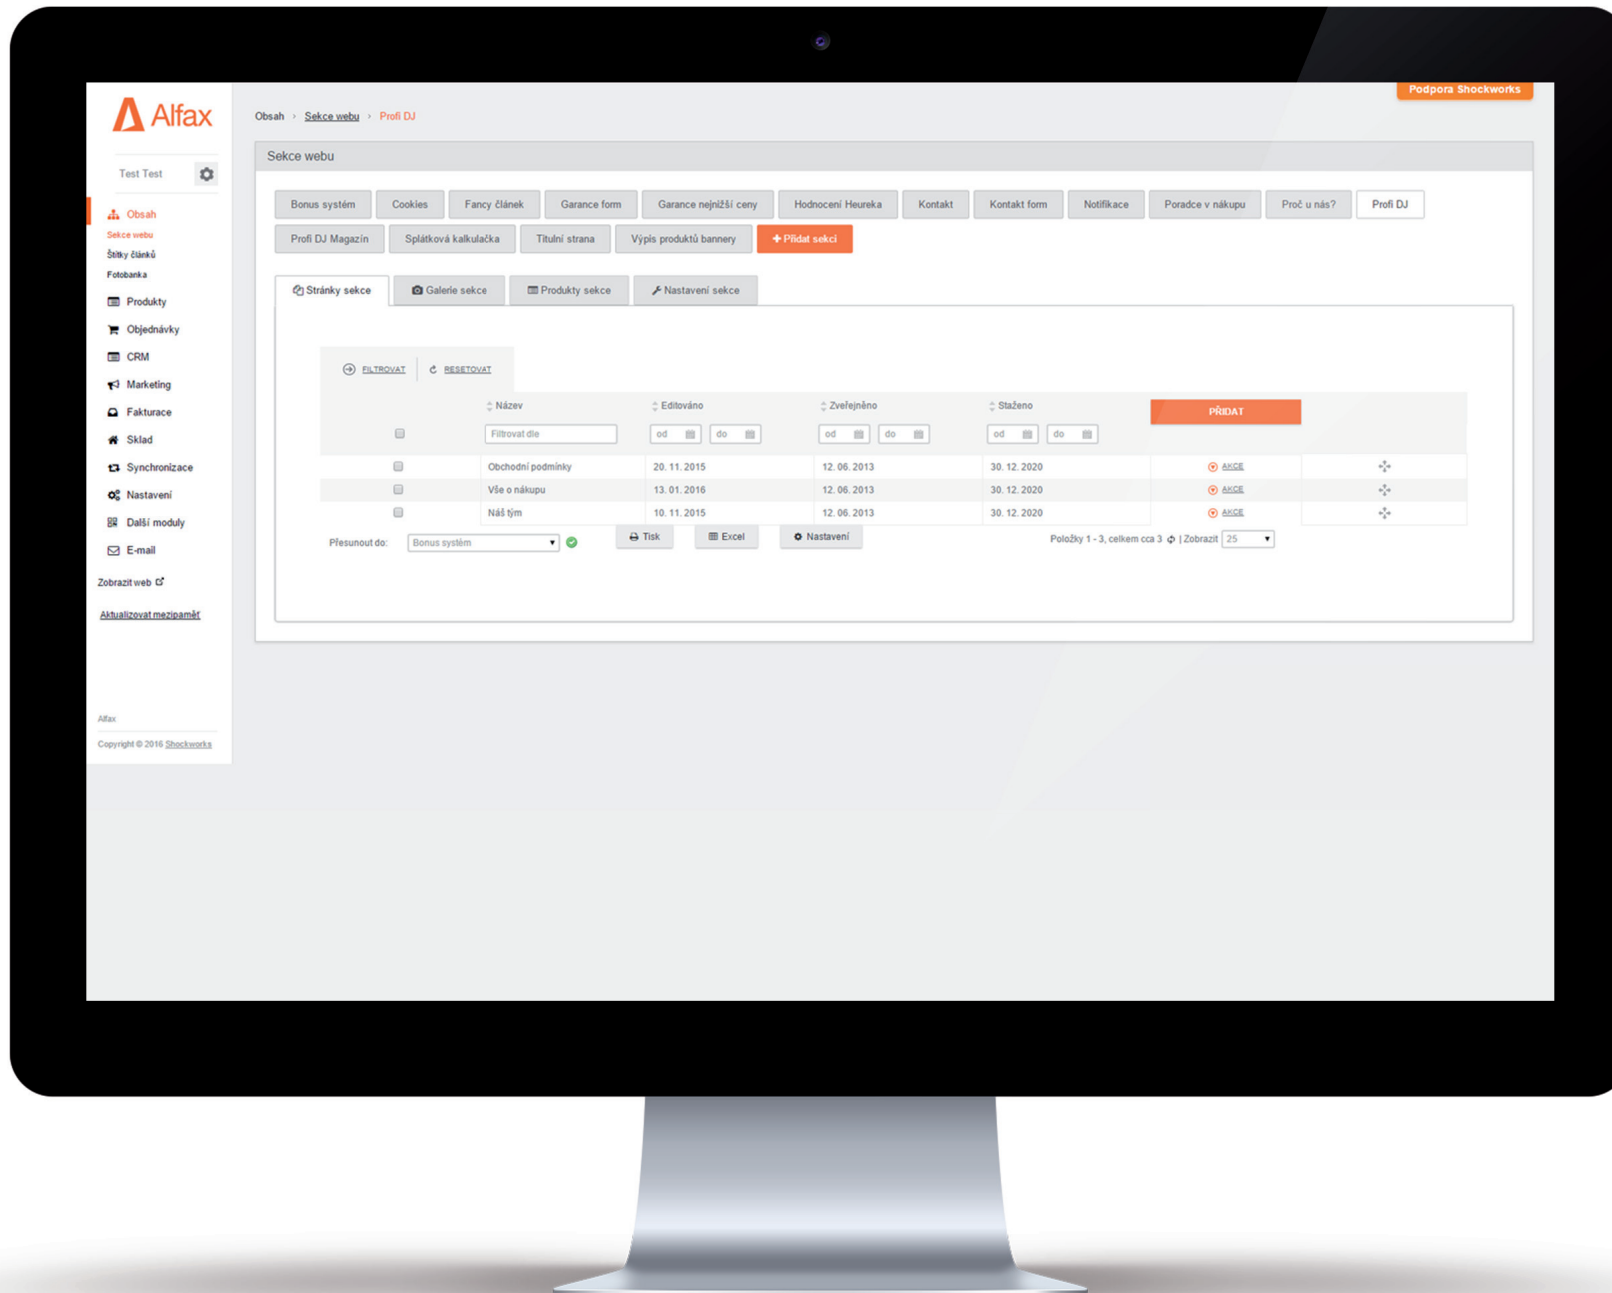 Podpora Shockworks
Alfax
Obsah › Sekce webu › Profi DJ
Test Test
Obsah
Sekce webu
Štítky článků
Fotobanka
Produkty
Objednávky
CRM
Marketing
Fakturace
Sklad
Synchronizace
Nastavení
Další moduly
E-mail
Zobrazit web
Aktualizovat mezipaměť
Alfax
Copyright © 2016 Shockworks
Sekce webu
Bonus systém Cookies Fancy článek Garance form Garance nejnižší ceny Hodnocení Heureka Kontakt Kontakt form Notifikace Poradce v nákupu Proč u nás? Profi DJ
Profi DJ Magazín Splátková kalkulačka Titulní strana Výpis produktů bannery + Přidat sekci
Stránky sekce Galerie sekce Produkty sekce Nastavení sekce
FILTROVAT RESETOVAT
Název Editováno Zveřejněno Staženo PŘIDAT
Filtrovat dle od do od do od do
Obchodní podmínky 20. 11. 2015 12. 06. 2013 30. 12. 2020 AKCE
Vše o nákupu 13. 01. 2016 12. 06. 2013 30. 12. 2020 AKCE
Náš tým 10. 11. 2015 12. 06. 2013 30. 12. 2020 AKCE
Přesunout do: Bonus systém Tisk Excel Nastavení Položky 1 - 3, celkem cca 3 | Zobrazit 25